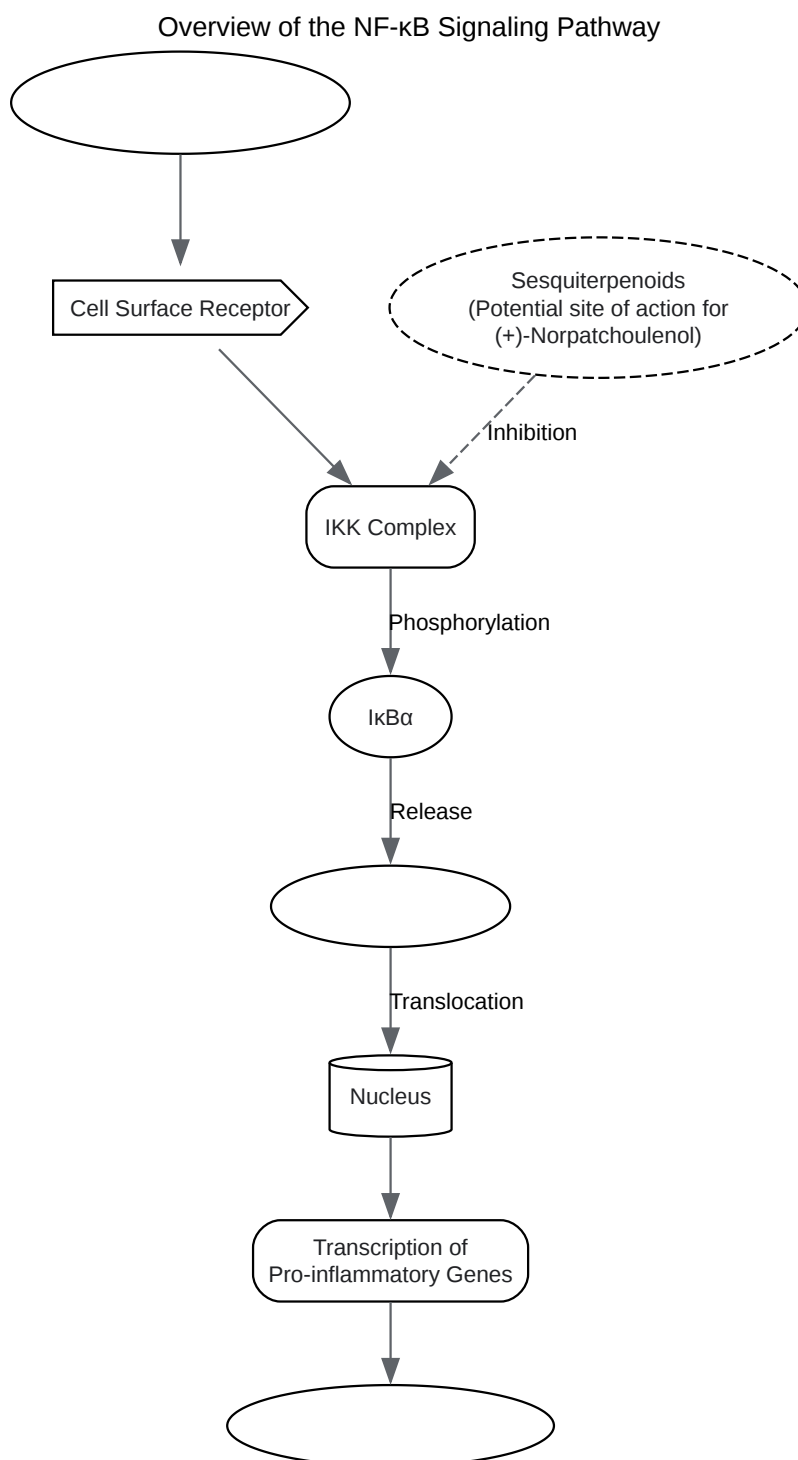 Overview of the NF-κB Signaling Pathway
Cell Surface Receptor
Sesquiterpenoids
(Potential site of action for
(+)-Norpatchoulenol)
Inhibition
IKK Complex
Phosphorylation
IκBα
Release
Translocation
Nucleus
Transcription of
Pro-inflammatory Genes